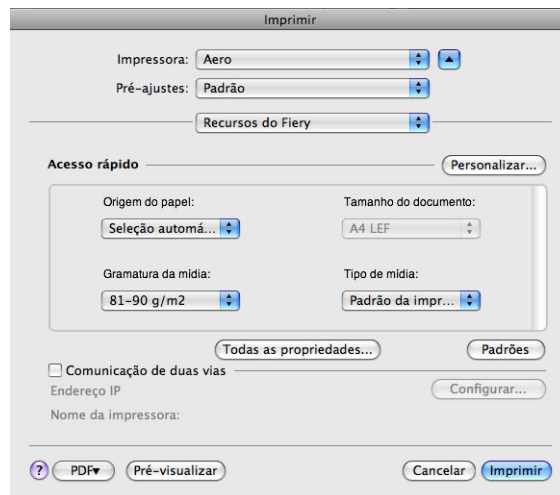 Imprimir
Impressora: Aero
Pré-ajustes: Padrão
Recursos do Fiery
Acesso rápido Personalizar...
Origem do papel: Tamanho do documento:
Seleção automá... A4 LEF
Gramatura da mídia: Tipo de mídia:
81-90 g/m2 Padrão da impr...
Todas as propriedades... Padrões
Comunicação de duas vias
Endereço IP Configurar...
Nome da impressora:
? PDF▾ Pré-visualizar Cancelar Imprimir